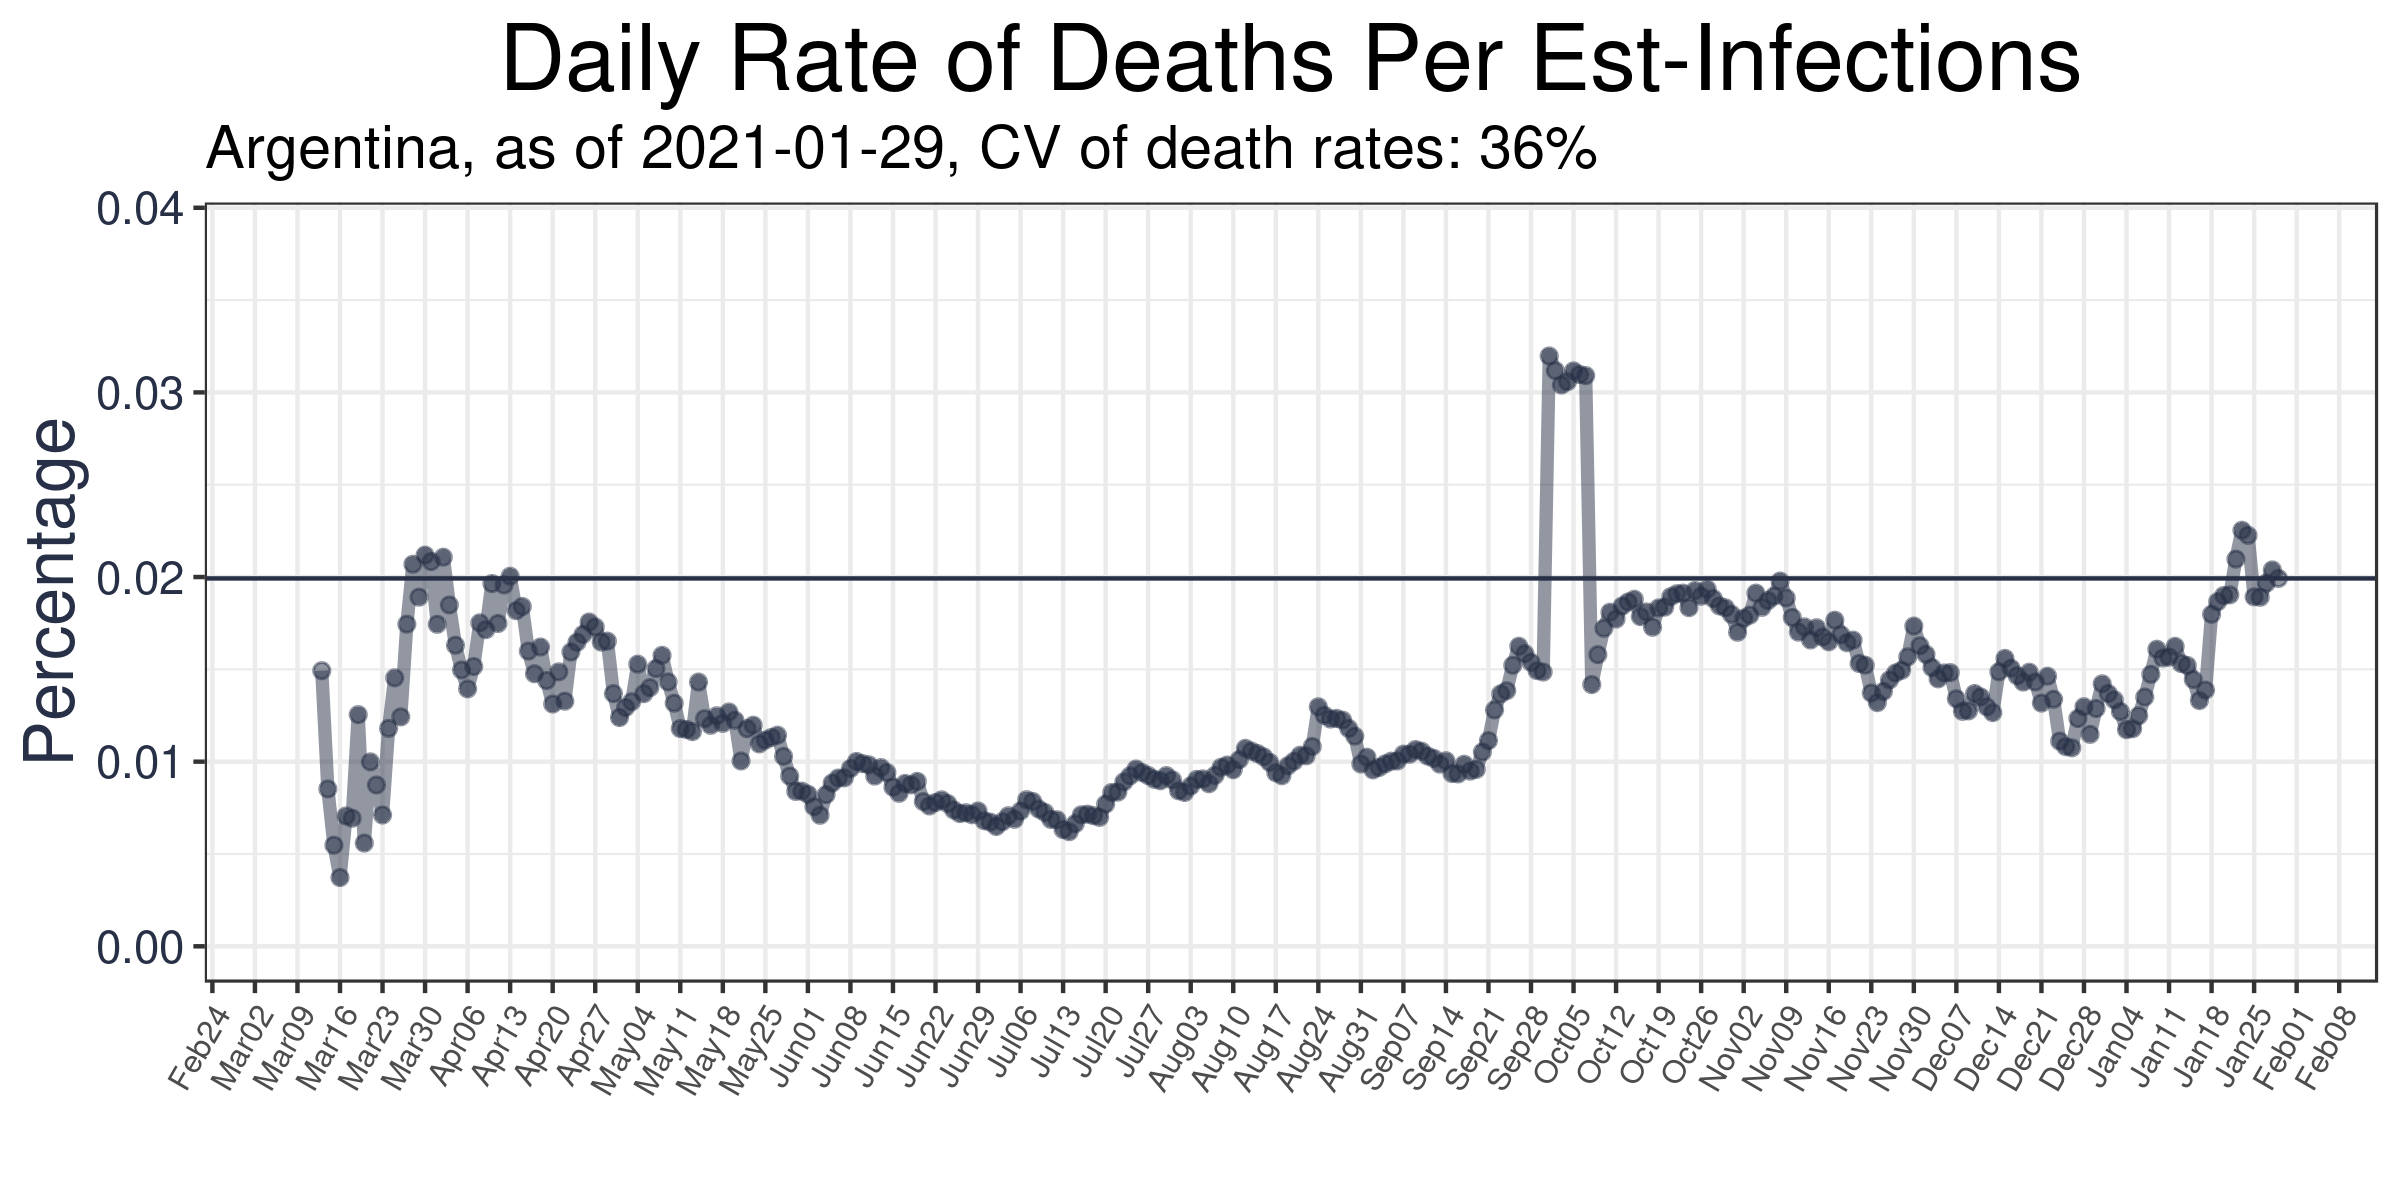 Daily Rate of Deaths Per Est-Infections
Argentina, as of 2021-01-29, CV of death rates: 36%
Percentage
0.04
0.03
0.02
0.01
0.00
Feb24
Mar02
Mar09
Mar16
Mar23
Mar30
Apr06
Apr13
Apr20
Apr27
May04
May11
May18
May25
Jun01
Jun08
Jun15
Jun22
Jun29
Jul06
Jul13
Jul20
Jul27
Aug03
Aug10
Aug17
Aug24
Aug31
Sep07
Sep14
Sep21
Sep28
Oct05
Oct12
Oct19
Oct26
Nov02
Nov09
Nov16
Nov23
Nov30
Dec07
Dec14
Dec21
Dec28
Jan04
Jan11
Jan18
Jan25
Feb01
Feb08